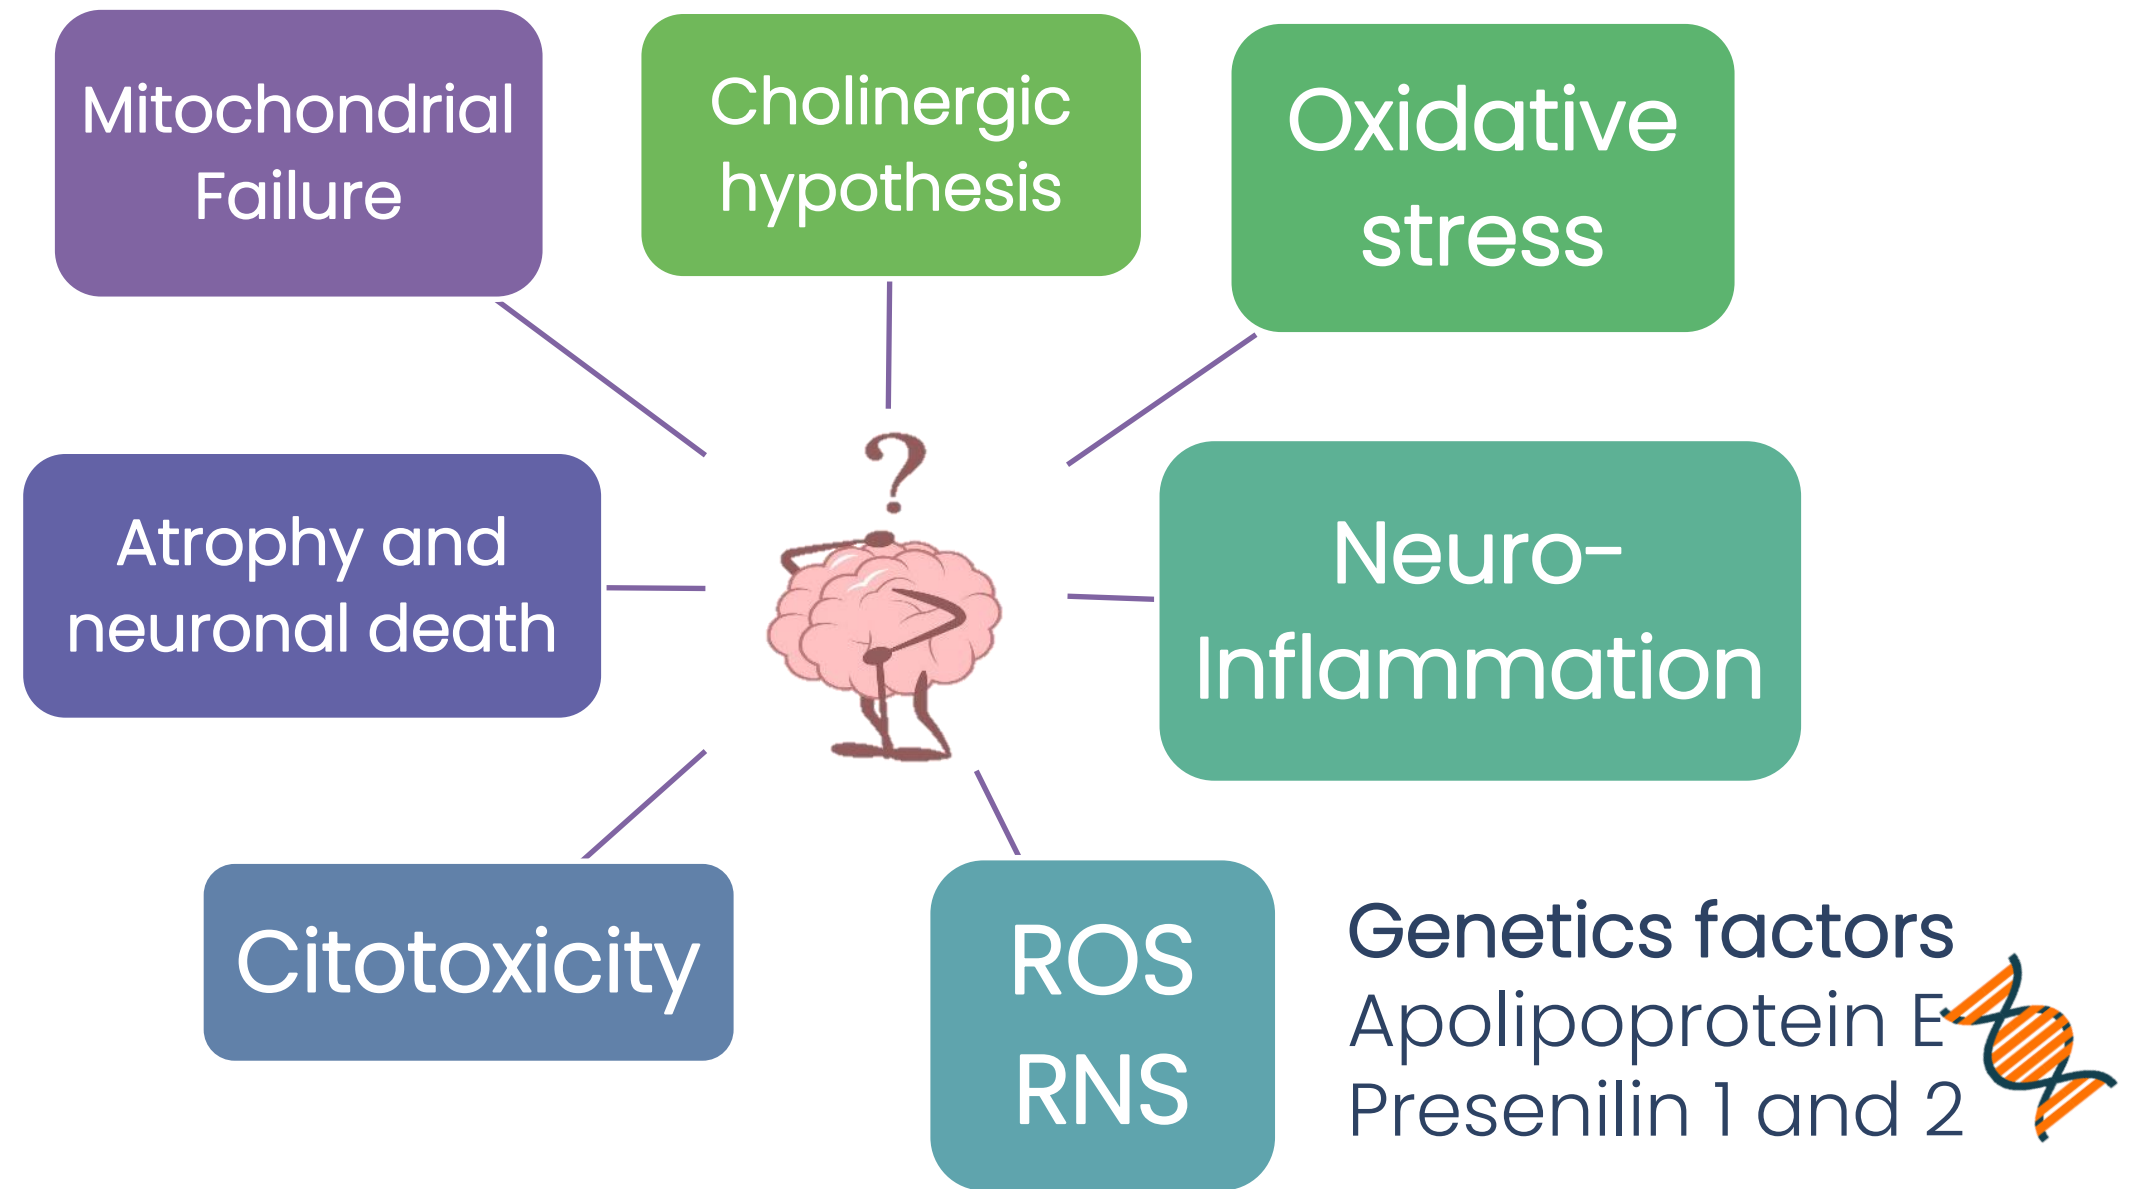 Mitochondrial
Failure
Cholinergic
hypothesis
Oxidative
stress
?
Atrophy and
neuronal death
Neuro-
Inflammation
Citotoxicity
ROS
RNS
Genetics factors
Apolipoprotein E
Presenilin 1 and 2